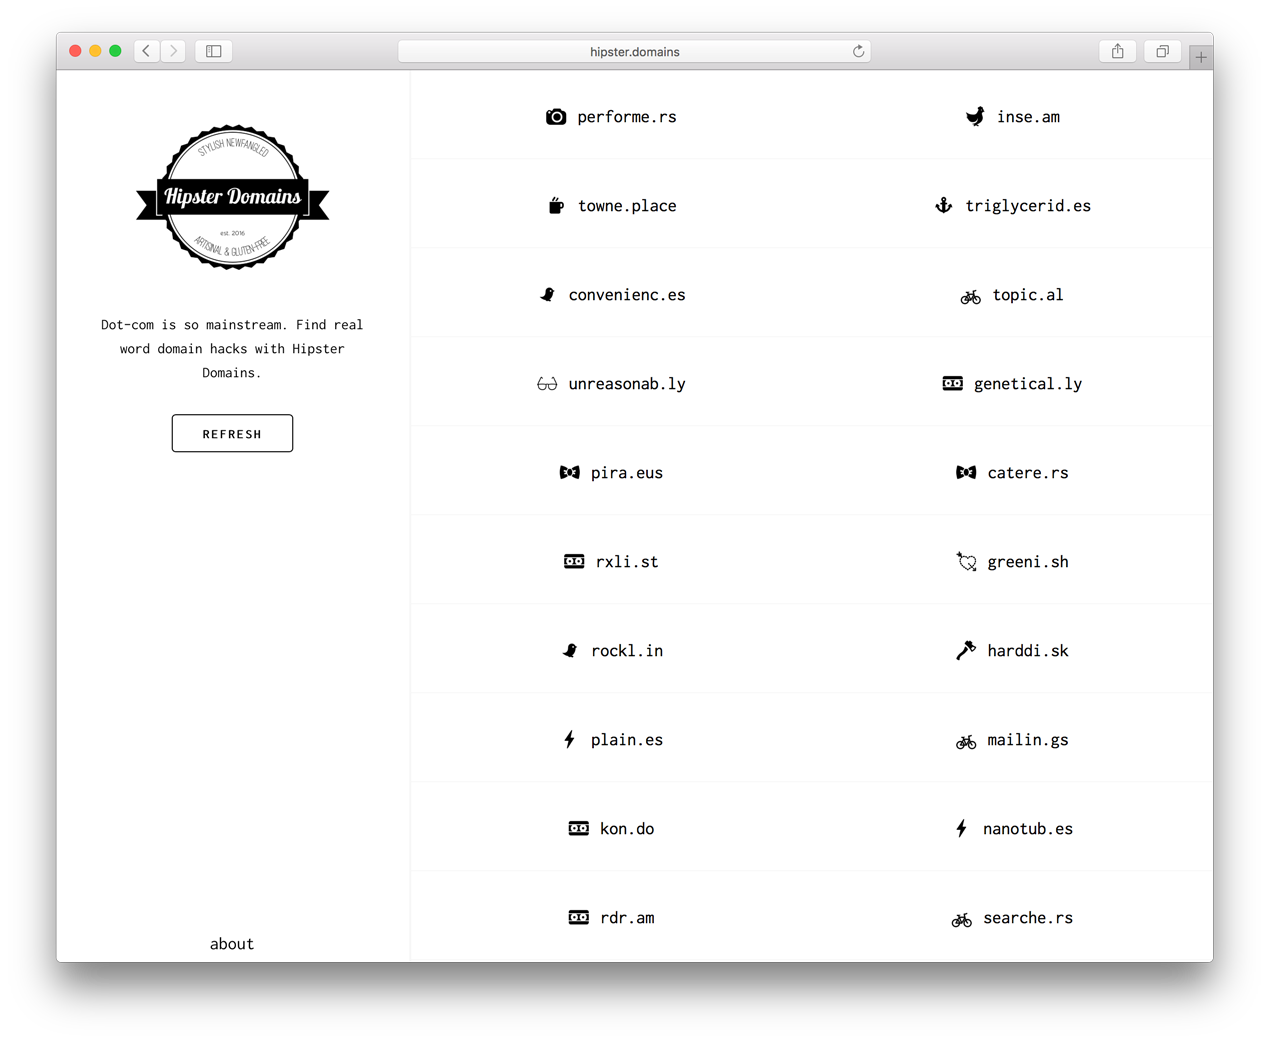 hipster.domains
STYLISH NEWFANGLED
Hipster Domains
est. 2016
ARTISINAL & GLUTEN-FREE
Dot-com is so mainstream. Find real
word domain hacks with Hipster
Domains.
REFRESH
about
performe.rs
inse.am
towne.place
triglycerid.es
convenienc.es
topic.al
unreasonab.ly
genetical.ly
pira.eus
catere.rs
rxli.st
greeni.sh
rockl.in
harddi.sk
plain.es
mailin.gs
kon.do
nanotub.es
rdr.am
searche.rs